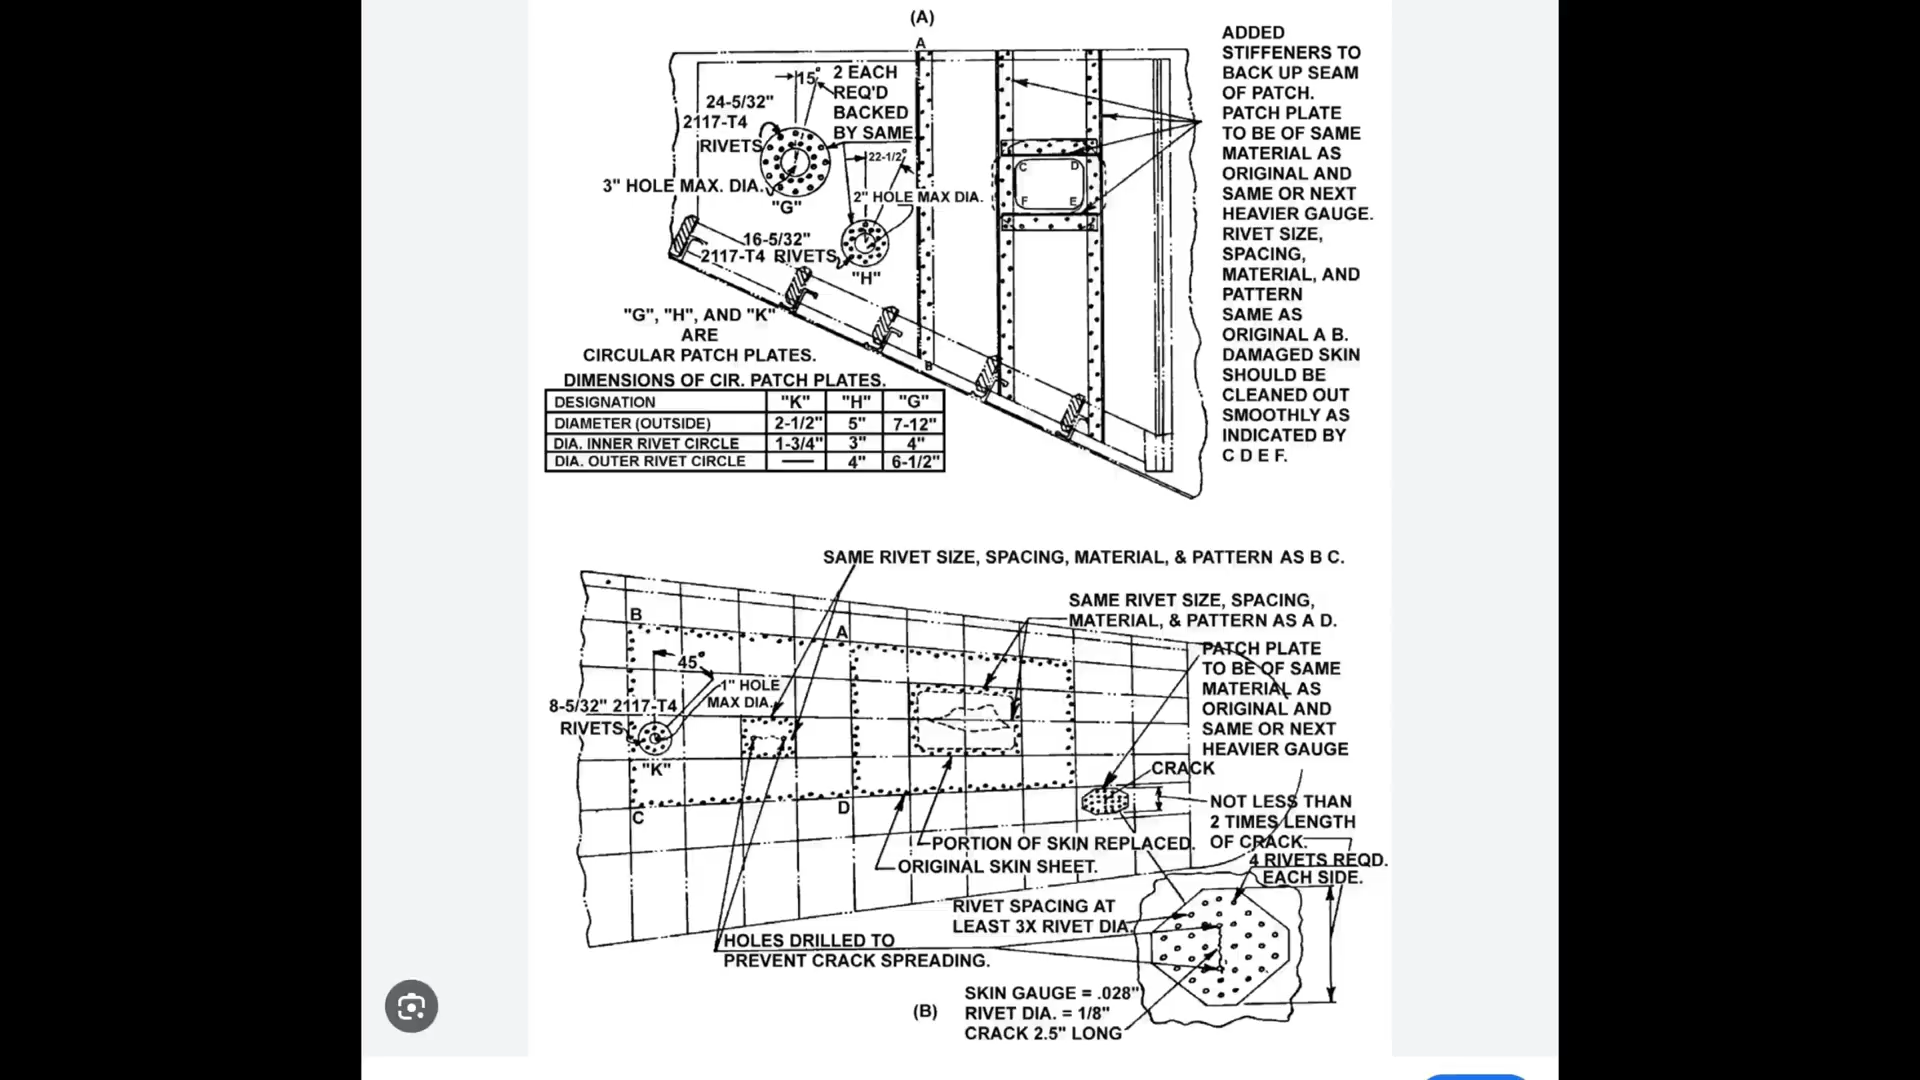 (A)
A
ADDED
STIFFENERS TO
BACK UP SEAM
OF PATCH.
PATCH PLATE
TO BE OF SAME
MATERIAL AS
ORIGINAL AND
SAME OR NEXT
HEAVIER GAUGE.
RIVET SIZE,
SPACING,
MATERIAL, AND
PATTERN
SAME AS
ORIGINAL A B.
DAMAGED SKIN
SHOULD BE
CLEANED OUT
SMOOTHLY AS
INDICATED BY
C D E F.
15°
2 EACH
REQ'D
BACKED
BY SAME
24-5/32"
2117-T4
RIVETS
3" HOLE MAX. DIA.
"G"
22-1/2°
2" HOLE MAX DIA.
C D
F E
16-5/32"
2117-T4 RIVETS
"H"
B
"G", "H", AND "K"
ARE
CIRCULAR PATCH PLATES.
DIMENSIONS OF CIR. PATCH PLATES.
DESIGNATION "K" "H" "G"
DIAMETER (OUTSIDE) 2-1/2" 5" 7-12"
DIA. INNER RIVET CIRCLE 1-3/4" 3" 4"
DIA. OUTER RIVET CIRCLE — 4" 6-1/2"
SAME RIVET SIZE, SPACING, MATERIAL, & PATTERN AS B C.
SAME RIVET SIZE, SPACING,
MATERIAL, & PATTERN AS A D.
B
A
45°
1" HOLE
MAX DIA.
8-5/32" 2117-T4
RIVETS
"K"
C
D
PATCH PLATE
TO BE OF SAME
MATERIAL AS
ORIGINAL AND
SAME OR NEXT
HEAVIER GAUGE
CRACK
NOT LESS THAN
2 TIMES LENGTH
OF CRACK.
4 RIVETS REQD.
EACH SIDE.
PORTION OF SKIN REPLACED.
ORIGINAL SKIN SHEET.
RIVET SPACING AT
LEAST 3X RIVET DIA.
HOLES DRILLED TO
PREVENT CRACK SPREADING.
(B)
SKIN GAUGE = .028"
RIVET DIA. = 1/8"
CRACK 2.5" LONG